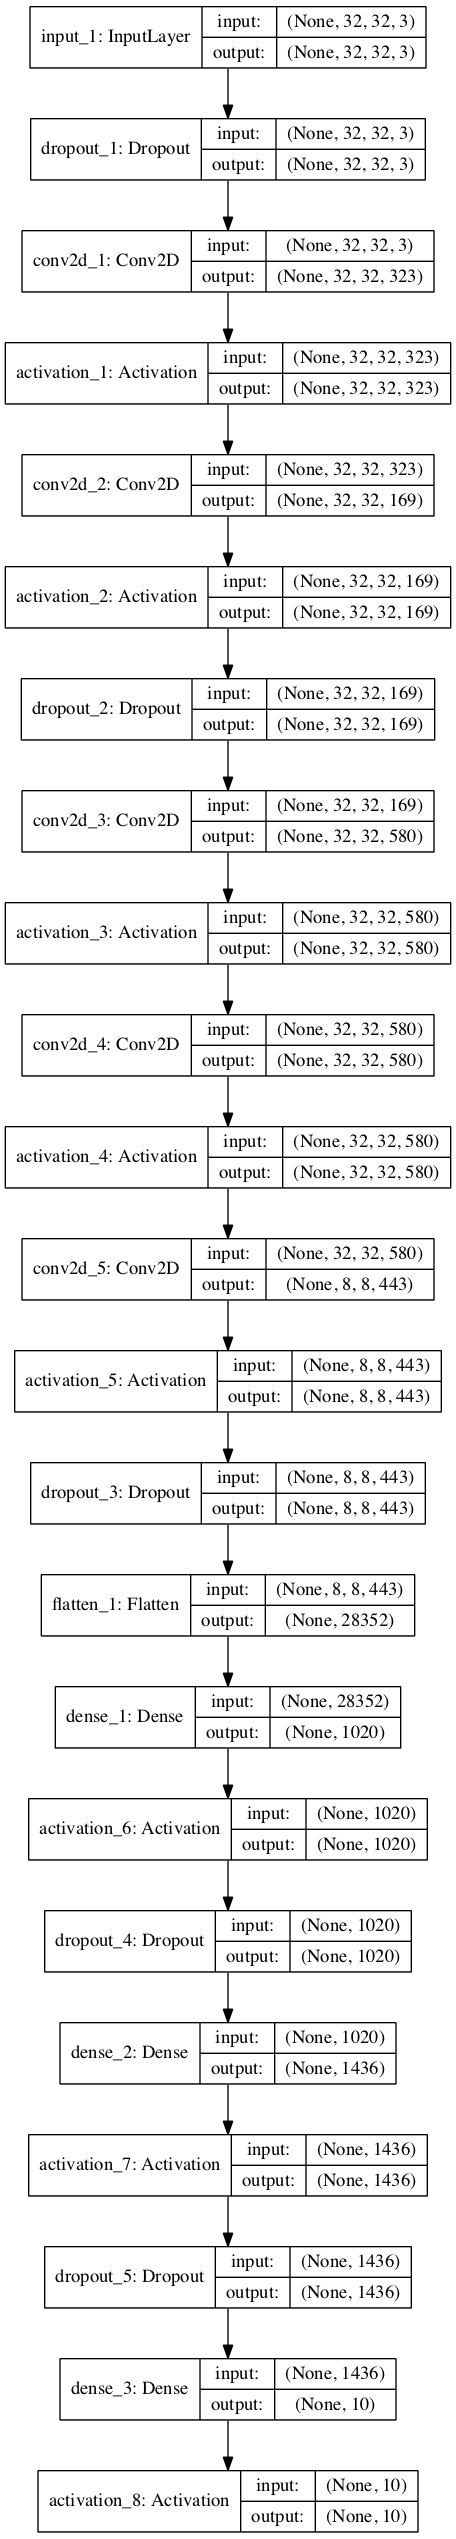 input_1: InputLayer
input: (None, 32, 32, 3)
output: (None, 32, 32, 3)
dropout_1: Dropout
input: (None, 32, 32, 3)
output: (None, 32, 32, 3)
conv2d_1: Conv2D
input: (None, 32, 32, 3)
output: (None, 32, 32, 323)
activation_1: Activation
input: (None, 32, 32, 323)
output: (None, 32, 32, 323)
conv2d_2: Conv2D
input: (None, 32, 32, 323)
output: (None, 32, 32, 169)
activation_2: Activation
input: (None, 32, 32, 169)
output: (None, 32, 32, 169)
dropout_2: Dropout
input: (None, 32, 32, 169)
output: (None, 32, 32, 169)
conv2d_3: Conv2D
input: (None, 32, 32, 169)
output: (None, 32, 32, 580)
activation_3: Activation
input: (None, 32, 32, 580)
output: (None, 32, 32, 580)
conv2d_4: Conv2D
input: (None, 32, 32, 580)
output: (None, 32, 32, 580)
activation_4: Activation
input: (None, 32, 32, 580)
output: (None, 32, 32, 580)
conv2d_5: Conv2D
input: (None, 32, 32, 580)
output: (None, 8, 8, 443)
activation_5: Activation
input: (None, 8, 8, 443)
output: (None, 8, 8, 443)
dropout_3: Dropout
input: (None, 8, 8, 443)
output: (None, 8, 8, 443)
flatten_1: Flatten
input: (None, 8, 8, 443)
output: (None, 28352)
dense_1: Dense
input: (None, 28352)
output: (None, 1020)
activation_6: Activation
input: (None, 1020)
output: (None, 1020)
dropout_4: Dropout
input: (None, 1020)
output: (None, 1020)
dense_2: Dense
input: (None, 1020)
output: (None, 1436)
activation_7: Activation
input: (None, 1436)
output: (None, 1436)
dropout_5: Dropout
input: (None, 1436)
output: (None, 1436)
dense_3: Dense
input: (None, 1436)
output: (None, 10)
activation_8: Activation
input: (None, 10)
output: (None, 10)